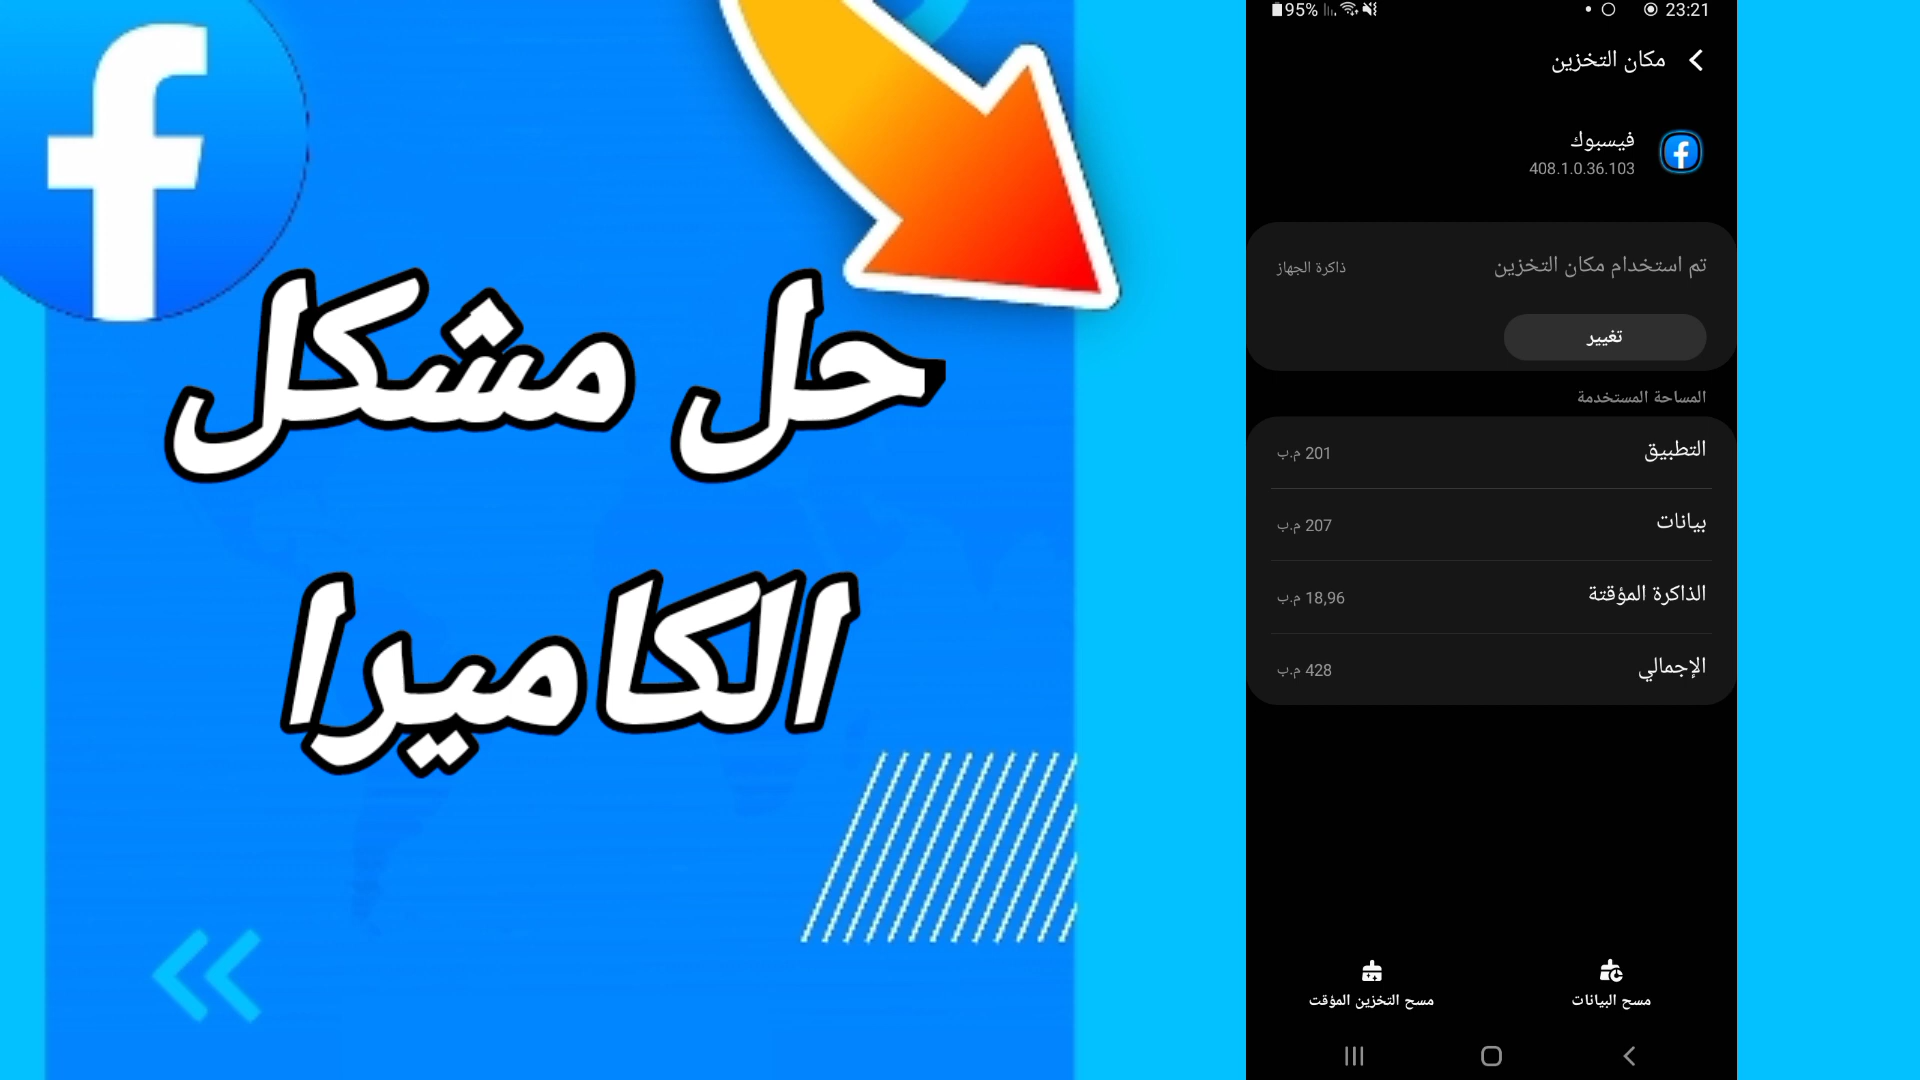 حل مشكل
الكاميرا
95%
23:21
مكان التخزين
فيسبوك
408.1.0.36.103
تم استخدام مكان التخزين
ذاكرة الجهاز
تغيير
المساحة المستخدمة
التطبيق
201 م.ب
بيانات
207 م.ب
الذاكرة المؤقتة
18,96 م.ب
الإجمالي
428 م.ب
مسح البيانات
مسح التخزين المؤقت